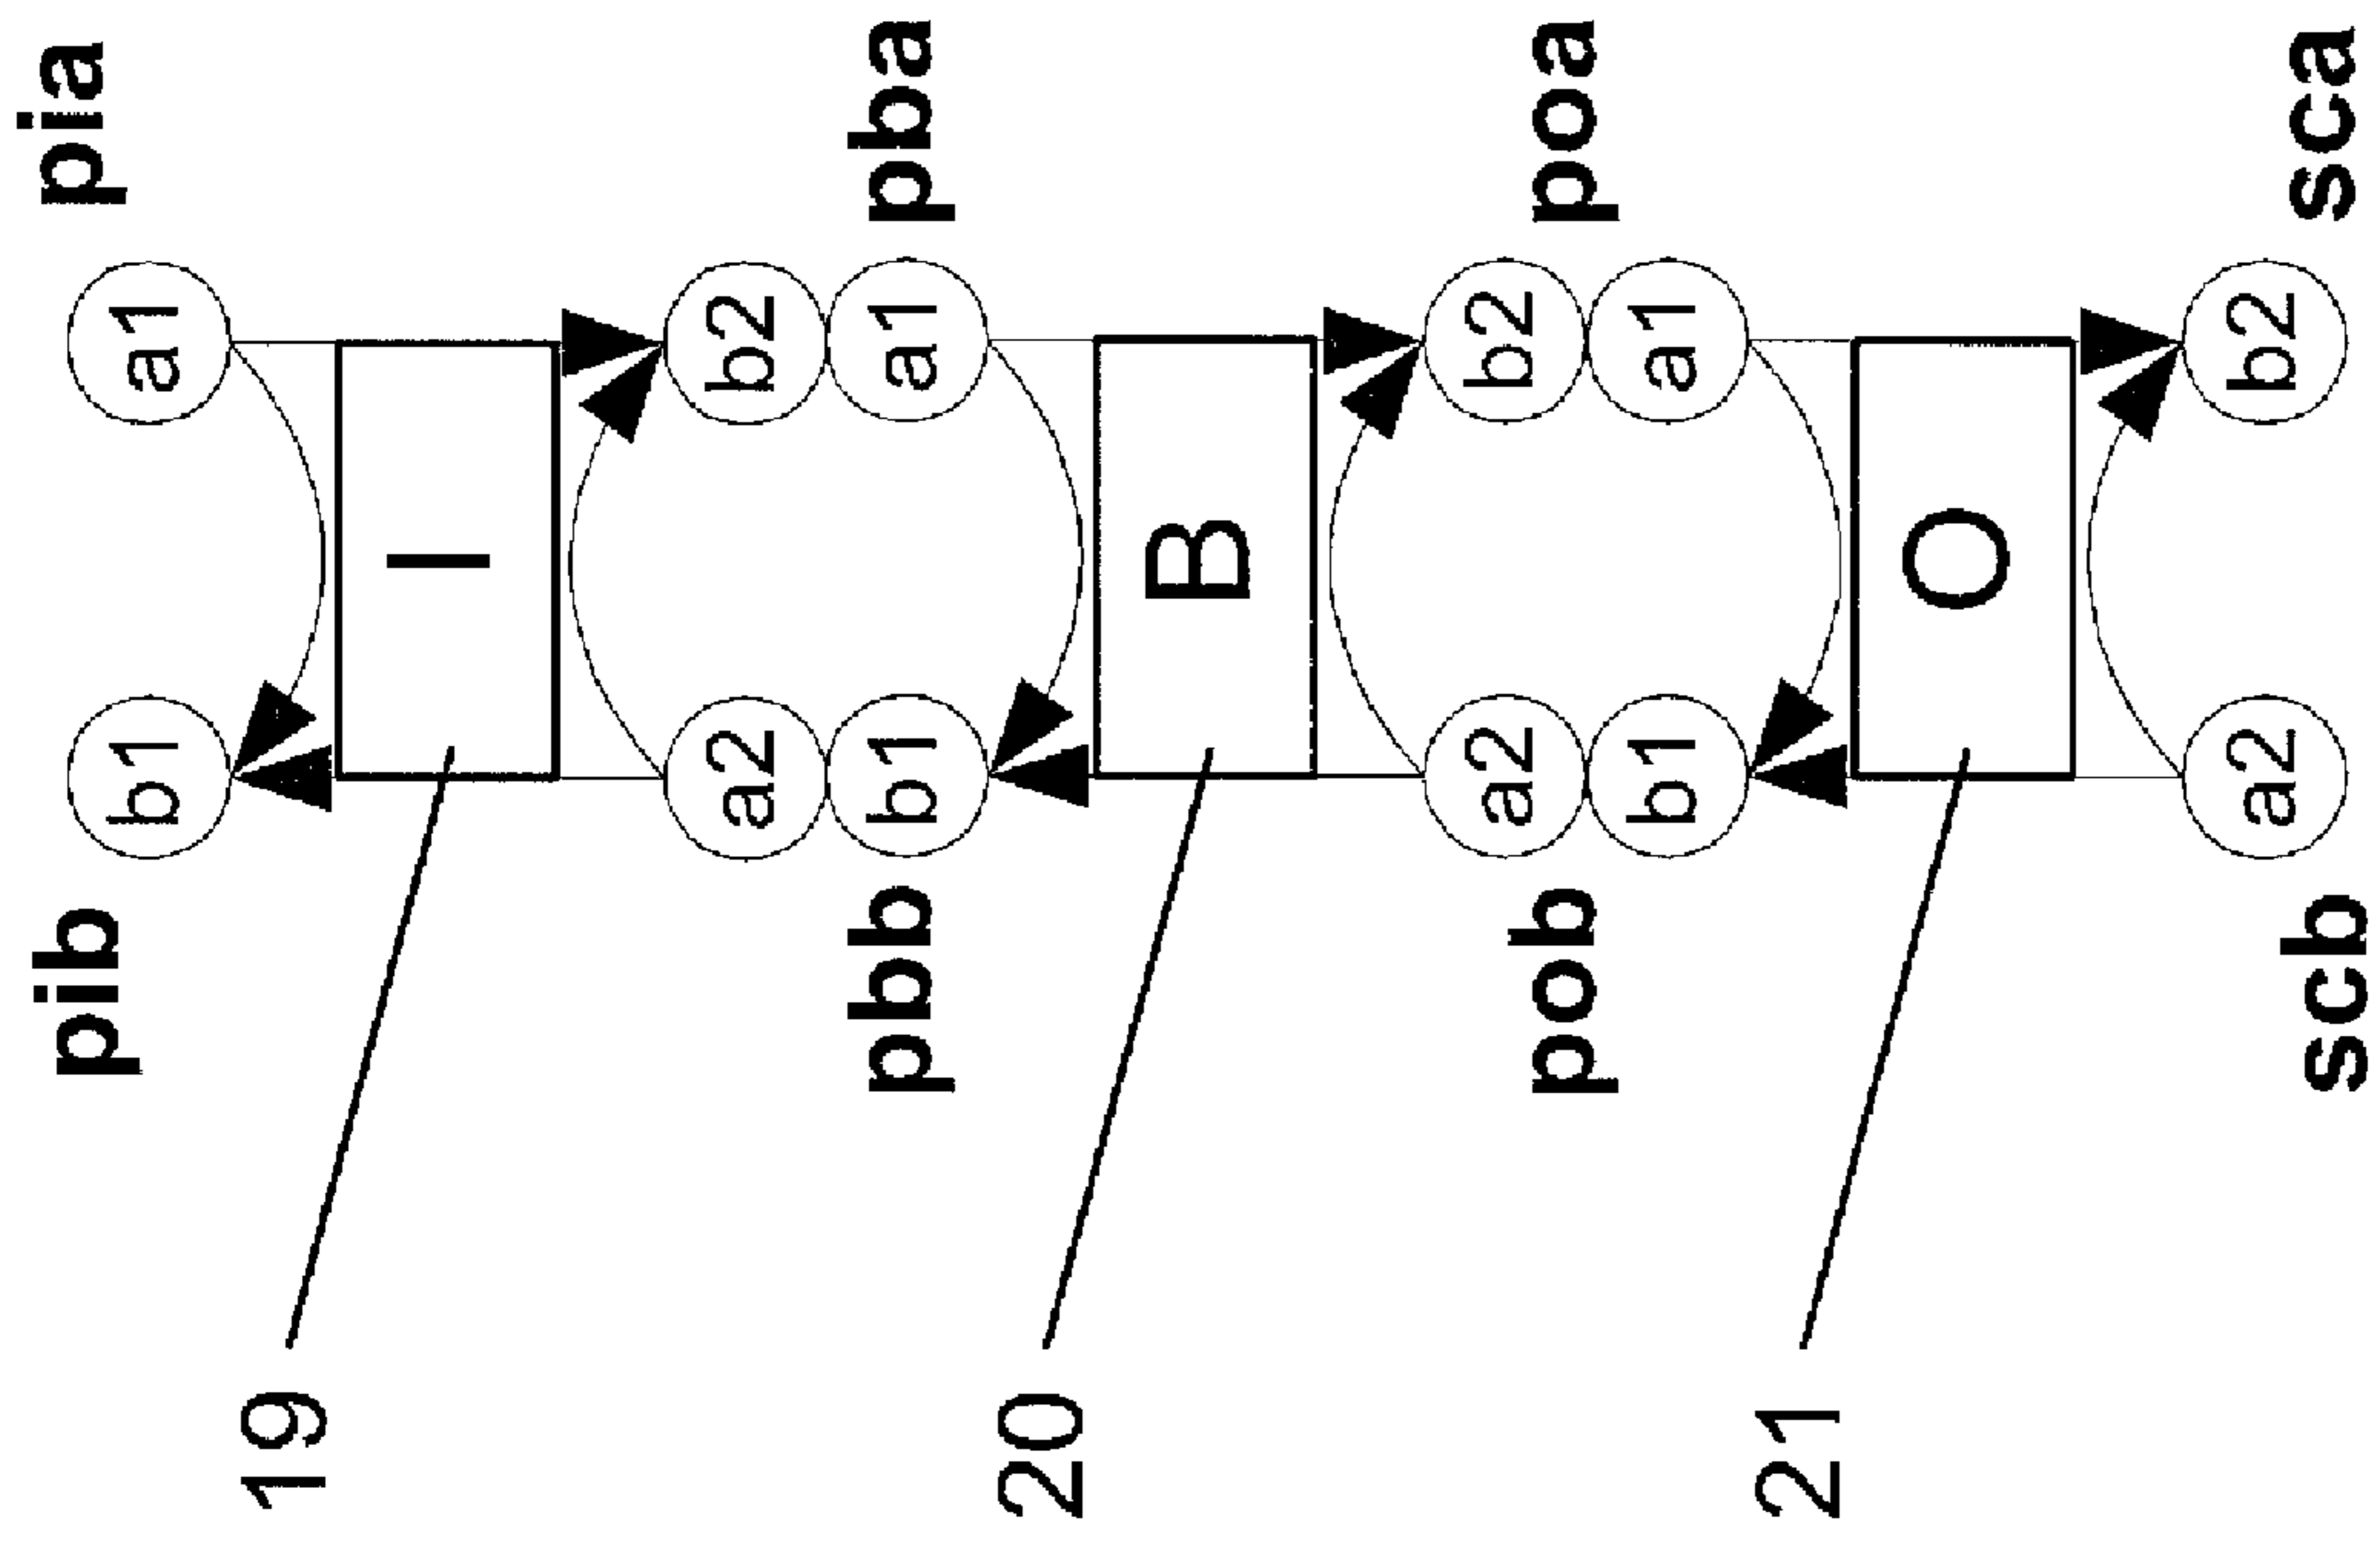 pib pia
b1 a1
19
I
a2 b2
pbb b1 a1 pba
20
B
a2 b2
pob poa
b1 a1
21
O
a2 b2
scb sca